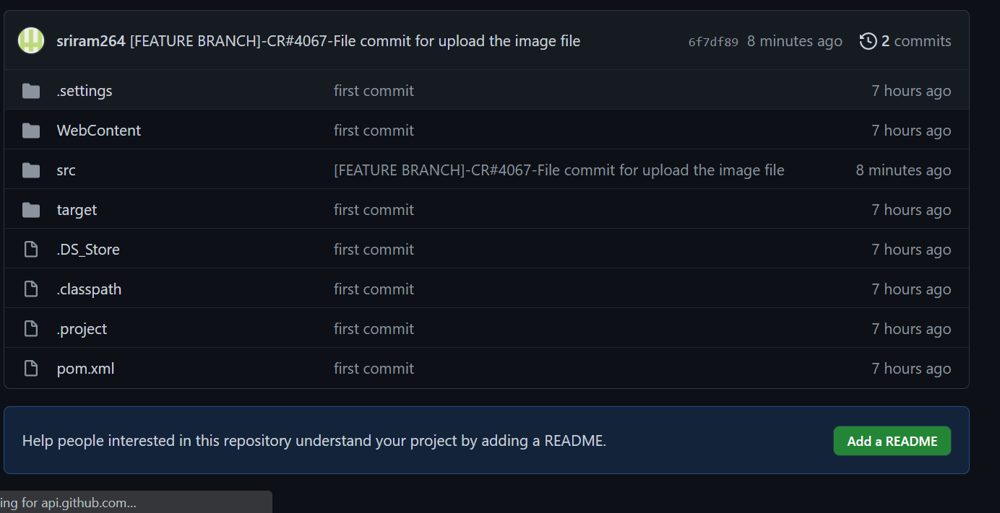 sriram264 [FEATURE BRANCH]-CR#4067-File commit for upload the image file 6f7df89 8 minutes ago 2 commits
.settings first commit 7 hours ago
WebContent first commit 7 hours ago
src [FEATURE BRANCH]-CR#4067-File commit for upload the image file 8 minutes ago
target first commit 7 hours ago
.DS_Store first commit 7 hours ago
.classpath first commit 7 hours ago
.project first commit 7 hours ago
pom.xml first commit 7 hours ago
Help people interested in this repository understand your project by adding a README. Add a README
ing for api.github.com...